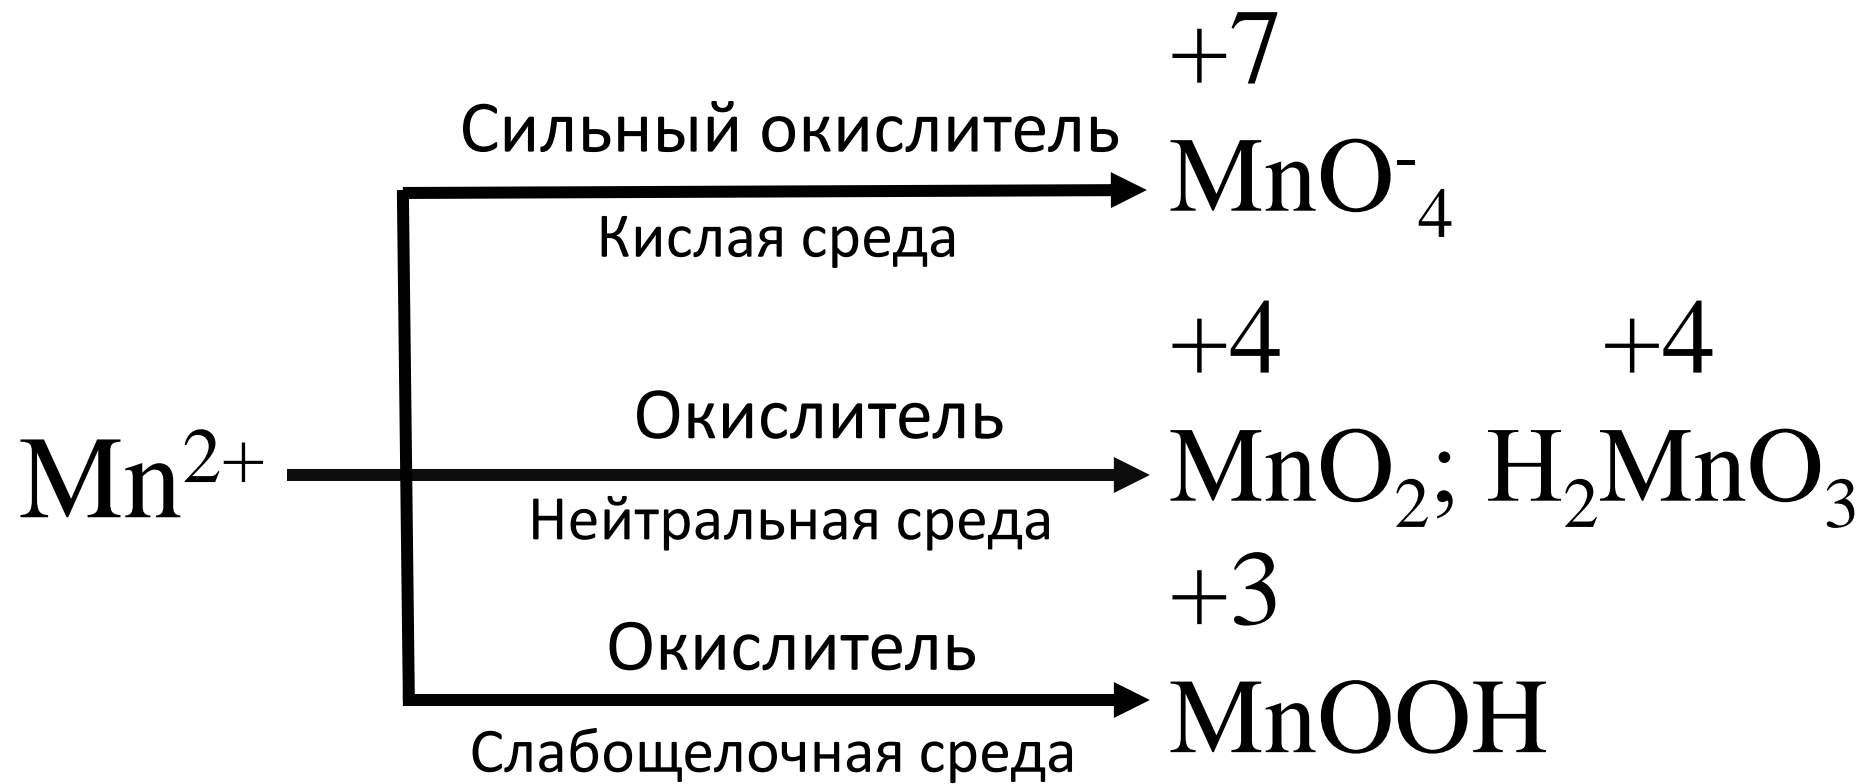 +7
Сильный окислитель
MnO⁻₄
Кислая среда
+4 +4
Окислитель
Mn²⁺ MnO₂; H₂MnO₃
Нейтральная среда
+3
Окислитель
MnOOH
Слабощелочная среда